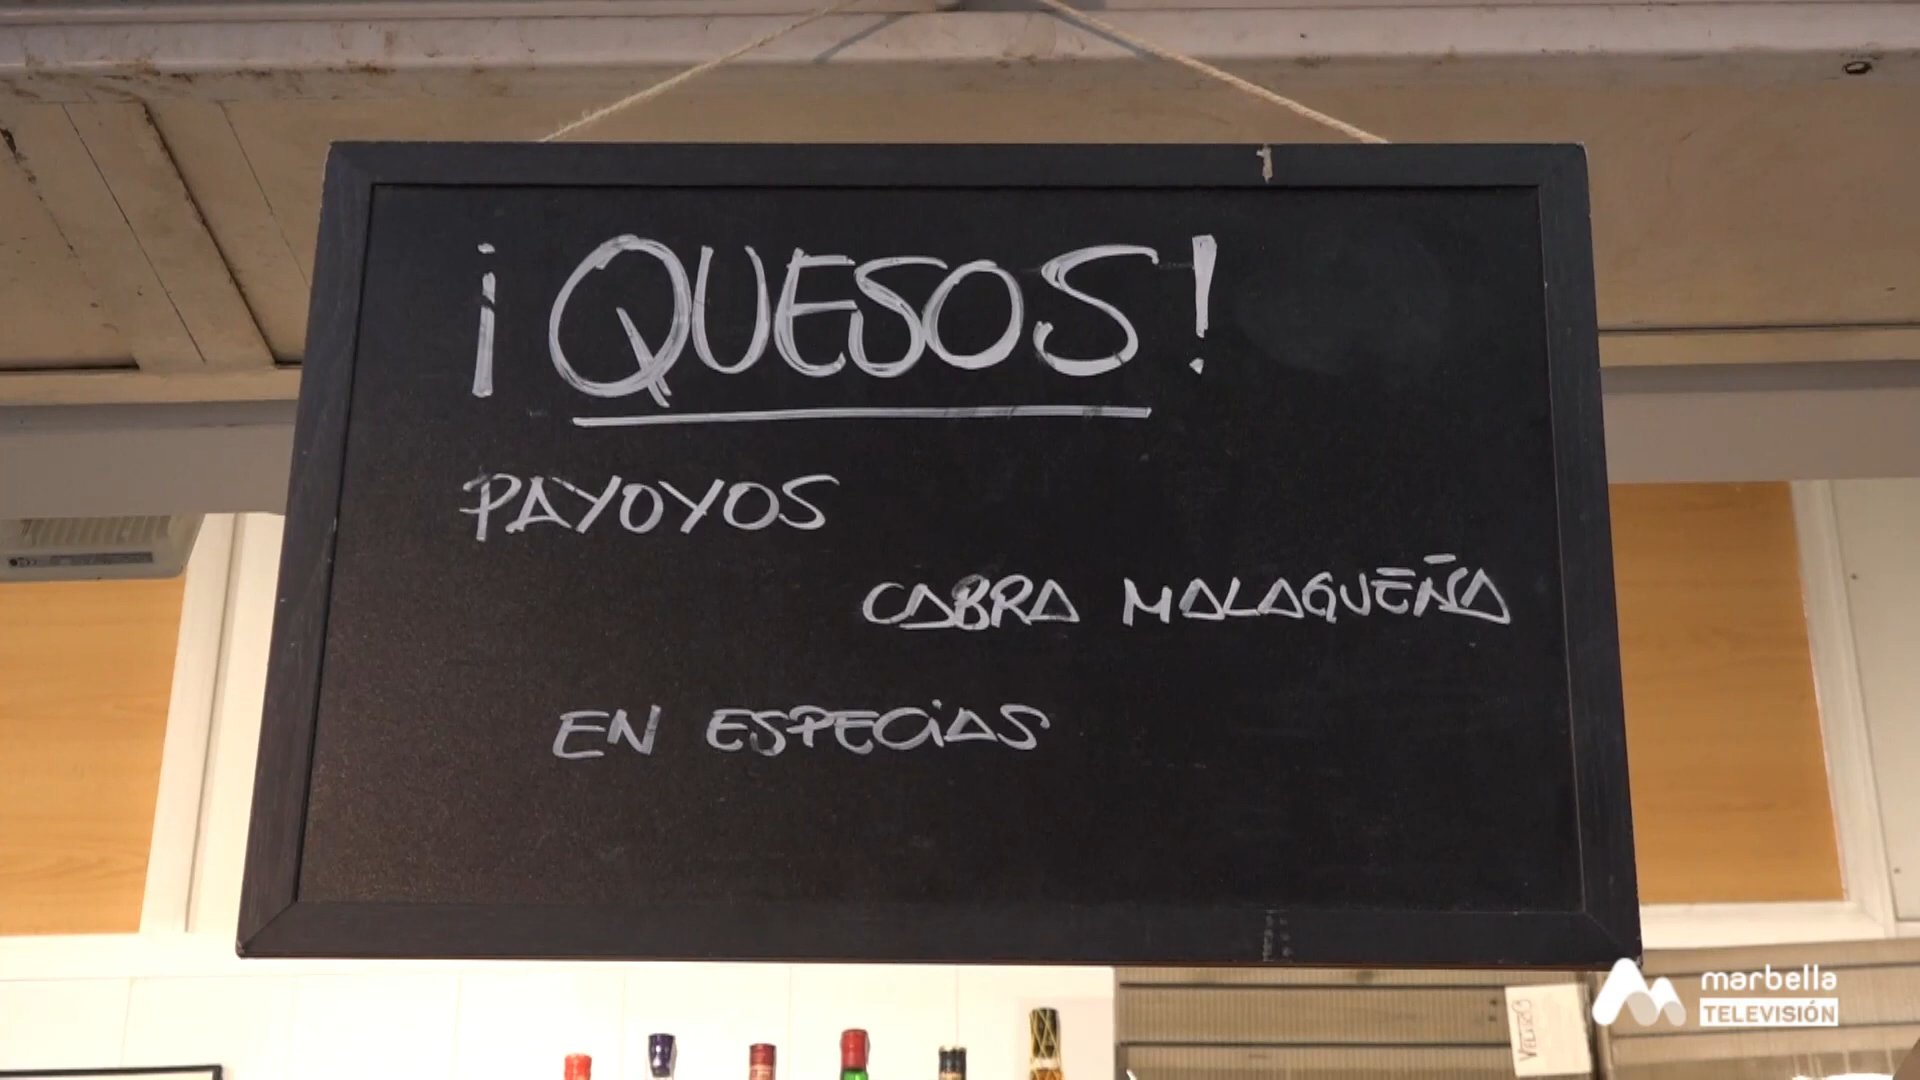 ¡QUESOS!
PAYOYOS
CABRA MALAGUEÑA
EN ESPECIAS
marbella
TELEVISIÓN